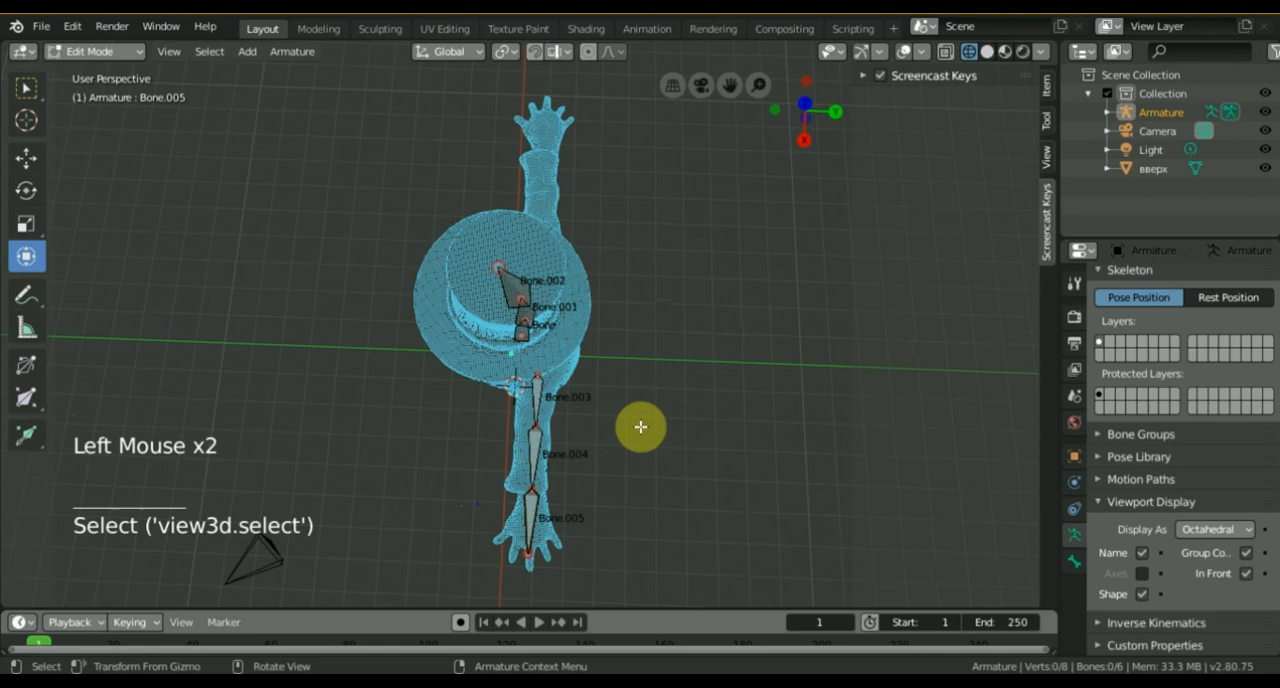 File Edit Render Window Help Layout Modeling Sculpting UV Editing Texture Paint Shading Animation Rendering Compositing Scripting + Scene View Layer
Edit Mode View Select Add Armature Global
User Perspective
(1) Armature : Bone.005
Screencast Keys
Item
Tool
View
Screencast Keys
X
Y
Bone.002
Bone.001
Bone
Bone.003
Bone.004
Bone.005
Left Mouse x2
Select ('view3d.select')
Scene Collection
Collection
Armature
Camera
Light
вверх
Armature Armature
Skeleton
Pose Position Rest Position
Layers:
Protected Layers:
Bone Groups
Pose Library
Motion Paths
Viewport Display
Display As Octahedral
Name Group Co..
Axes In Front
Shape
Inverse Kinematics
Custom Properties
Playback Keying View Marker 1 Start: 1 End: 250
1
Select Transform From Gizmo Rotate View Armature Context Menu Armature | Verts:0/8 | Bones:0/6 | Mem: 33.3 MB | v2.80.75